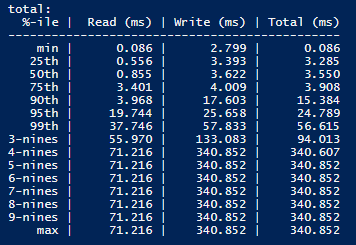 total:
%-ile | Read (ms) | Write (ms) | Total (ms)
----------------------------------------------
min | 0.086 | 2.799 | 0.086
25th | 0.556 | 3.393 | 3.285
50th | 0.855 | 3.622 | 3.550
75th | 3.401 | 4.009 | 3.908
90th | 3.968 | 17.603 | 15.384
95th | 19.744 | 25.658 | 24.789
99th | 37.746 | 57.833 | 56.615
3-nines | 55.970 | 133.083 | 94.013
4-nines | 71.216 | 340.852 | 340.607
5-nines | 71.216 | 340.852 | 340.852
6-nines | 71.216 | 340.852 | 340.852
7-nines | 71.216 | 340.852 | 340.852
8-nines | 71.216 | 340.852 | 340.852
9-nines | 71.216 | 340.852 | 340.852
max | 71.216 | 340.852 | 340.852